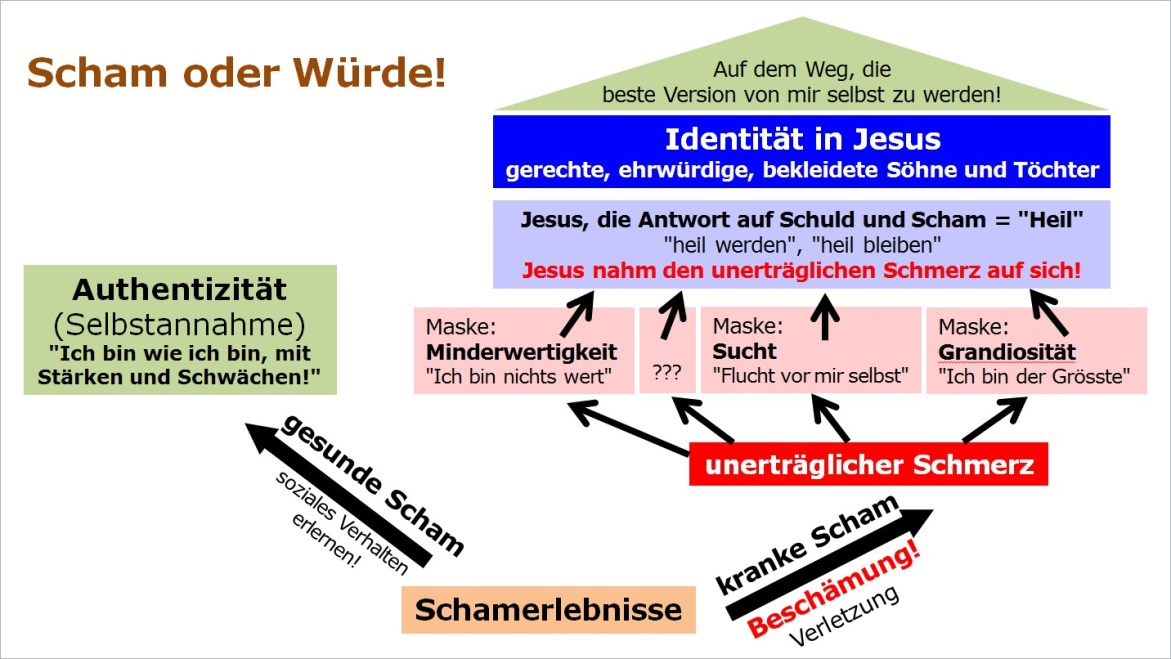 Scham oder Würde!
Auf dem Weg, die
beste Version von mir selbst zu werden!
Identität in Jesus
gerechte, ehrwürdige, bekleidete Söhne und Töchter
Jesus, die Antwort auf Schuld und Scham = "Heil"
"heil werden", "heil bleiben"
Jesus nahm den unerträglichen Schmerz auf sich!
Authentizität
(Selbstannahme)
"Ich bin wie ich bin, mit
Stärken und Schwächen!"
Maske:
Minderwertigkeit
"Ich bin nichts wert"
???
Maske:
Sucht
"Flucht vor mir selbst"
Maske:
Grandiosität
"Ich bin der Grösste"
unerträglicher Schmerz
gesunde Scham
soziales Verhalten
erlernen!
kranke Scham
Beschämung!
Verletzung
Schamerlebnisse